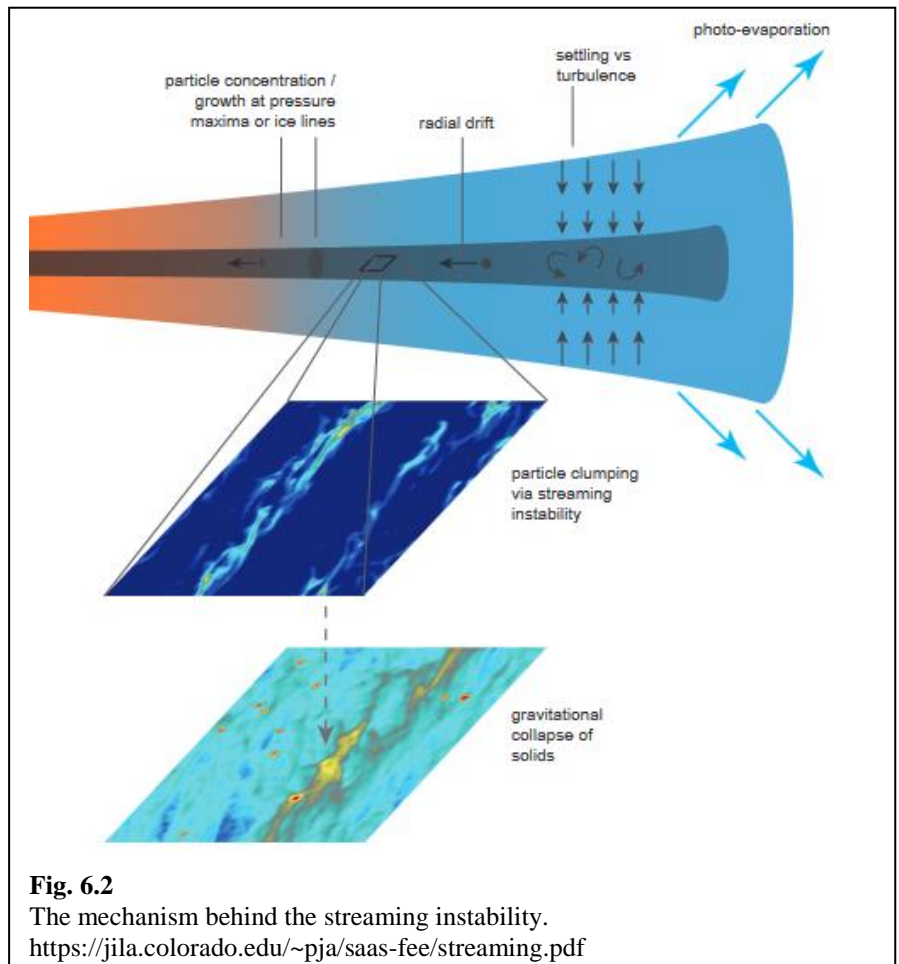 photo-evaporation
settling vs
turbulence
particle concentration /
growth at pressure
maxima or ice lines
radial drift
particle clumping
via streaming
instability
gravitational
collapse of
solids
Fig. 6.2
The mechanism behind the streaming instability.
https://jila.colorado.edu/~pja/saas-fee/streaming.pdf